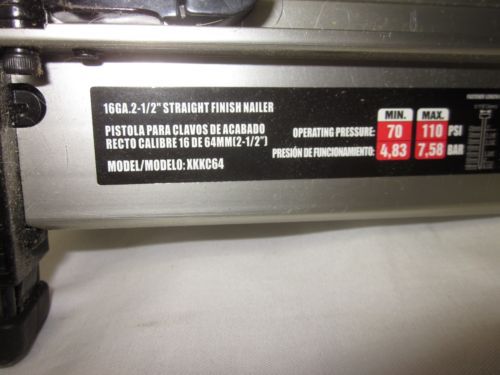 16GA.2-1/2" STRAIGHT FINISH NAILER
PISTOLA PARA CLAVOS DE ACABADO
RECTO CALIBRE 16 DE 64MM(2-1/2")
MODEL/MODELO: XKKC64
MIN. MAX.
OPERATING PRESSURE: 70 110 PSI
PRESIÓN DE FUNCIONAMIENTO: 4,83 7,58 BAR